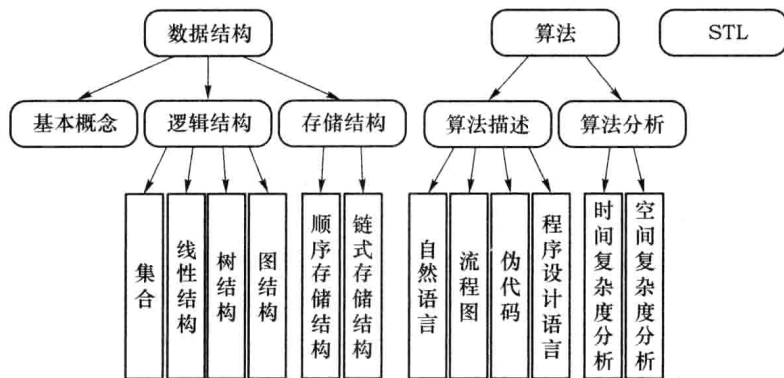 数据结构
算法
STL
基本概念
逻辑结构
存储结构
算法描述
算法分析
集合
线性结构
树结构
图结构
顺序存储结构
链式存储结构
自然语言
流程图
伪代码
程序设计语言
时间复杂度分析
空间复杂度分析